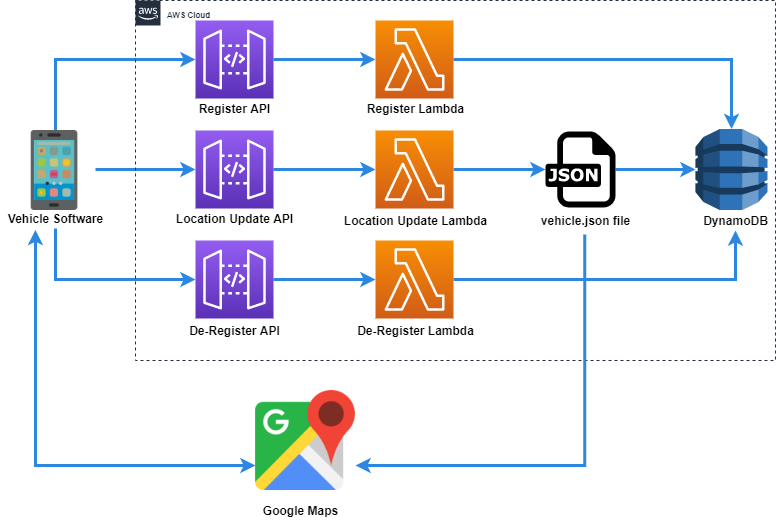 aws
AWS Cloud
Register API
Register Lambda
JSON
Vehicle Software
Location Update API
Location Update Lambda
vehicle.json file
DynamoDB
De-Register API
De-Register Lambda
G
Google Maps